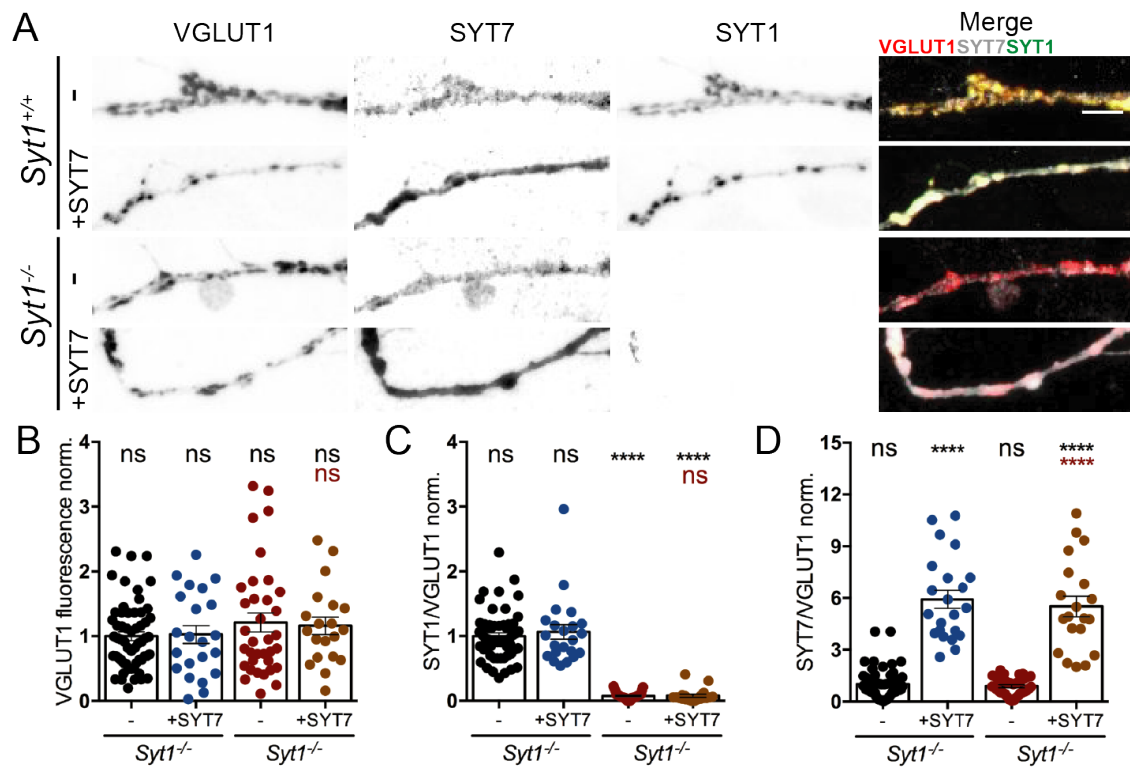 A
VGLUT1 SYT7 SYT1 Merge
VGLUT1SYT7SYT1
Syt1+/+
-
+SYT7
Syt1-/-
-
+SYT7
B
VGLUT1 fluorescence norm.
4
3
2
1
0
ns ns ns ns
ns
- +SYT7 - +SYT7
Syt1-/- Syt1-/-
C
SYT1/VGLUT1 norm.
4
3
2
1
0
ns ns **** ****
ns
- +SYT7 - +SYT7
Syt1-/- Syt1-/-
D
SYT7/VGLUT1 norm.
15
12
9
6
3
0
ns **** ns ****
****
- +SYT7 - +SYT7
Syt1-/- Syt1-/-